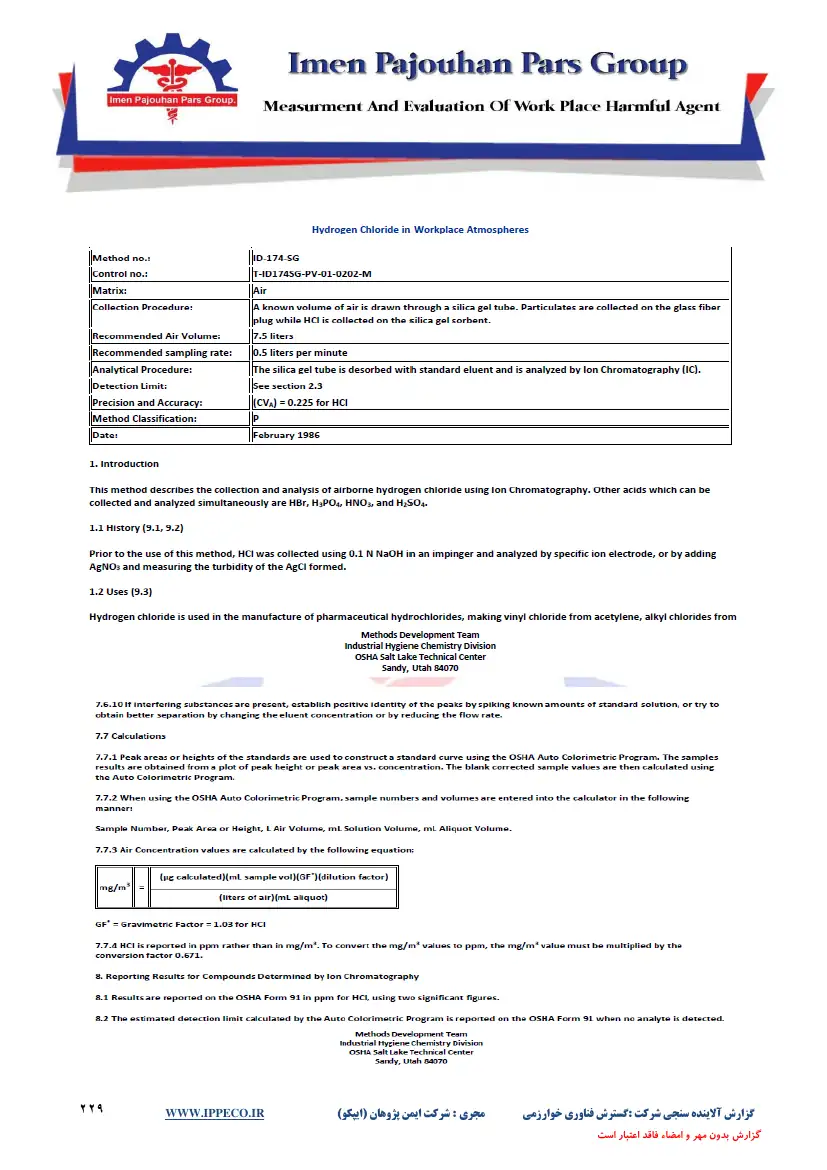 Imen Pajouhan Pars Group
Imen Pajouhan Pars Group.
Measurment And Evaluation Of Work Place Harmful Agent
Hydrogen Chloride in Workplace Atmospheres
Method no.: ID-174-SG
Control no.: T-ID174SG-PV-01-0202-M
Matrix: Air
Collection Procedure: A known volume of air is drawn through a silica gel tube. Particulates are collected on the glass fiber
plug while HCl is collected on the silica gel sorbent.
Recommended Air Volume: 7.5 liters
Recommended sampling rate: 0.5 liters per minute
Analytical Procedure: The silica gel tube is desorbed with standard eluent and is analyzed by Ion Chromatography (IC).
Detection Limit: See section 2.3
Precision and Accuracy: (CVA) = 0.225 for HCl
Method Classification: P
Date: February 1986
1. Introduction
This method describes the collection and analysis of airborne hydrogen chloride using Ion Chromatography. Other acids which can be
collected and analyzed simultaneously are HBr, H₃PO₄, HNO₃, and H₂SO₄.
1.1 History (9.1, 9.2)
Prior to the use of this method, HCl was collected using 0.1 N NaOH in an impinger and analyzed by specific ion electrode, or by adding
AgNO₃ and measuring the turbidity of the AgCl formed.
1.2 Uses (9.3)
Hydrogen chloride is used in the manufacture of pharmaceutical hydrochlorides, making vinyl chloride from acetylene, alkyl chlorides from
Methods Development Team
Industrial Hygiene Chemistry Division
OSHA Salt Lake Technical Center
Sandy, Utah 84070
7.6.10 If interfering substances are present, establish positive identity of the peaks by spiking known amounts of standard solution, or try to
obtain better separation by changing the eluent concentration or by reducing the flow rate.
7.7 Calculations
7.7.1 Peak areas or heights of the standards are used to construct a standard curve using the OSHA Auto Colorimetric Program. The samples
results are obtained from a plot of peak height or peak area vs. concentration. The blank corrected sample values are then calculated using
the Auto Colorimetric Program.
7.7.2 When using the OSHA Auto Colorimetric Program, sample numbers and volumes are entered into the calculator in the following
manner:
Sample Number, Peak Area or Height, L Air Volume, mL Solution Volume, mL Aliquot Volume.
7.7.3 Air Concentration values are calculated by the following equation:
(µg calculated)(mL sample vol)(GF*)(dilution factor)
mg/m³ =
(liters of air)(mL aliquot)
GF* = Gravimetric Factor = 1.03 for HCl
7.7.4 HCl is reported in ppm rather than in mg/m³. To convert the mg/m³ values to ppm, the mg/m³ value must be multiplied by the
conversion factor 0.671.
8. Reporting Results for Compounds Determined by Ion Chromatography
8.1 Results are reported on the OSHA Form 91 in ppm for HCl, using two significant figures.
8.2 The estimated detection limit calculated by the Auto Colorimetric Program is reported on the OSHA Form 91 when no analyte is detected.
Methods Development Team
Industrial Hygiene Chemistry Division
OSHA Salt Lake Technical Center
Sandy, Utah 84070
گزارش آلاینده سنجی شرکت :گسترش فناوری خوارزمی مجری : شرکت ایمن پژوهان (ایپکو) WWW.IPPECO.IR ۲۲۹
گزارش بدون مهر و امضاء فاقد اعتبار است